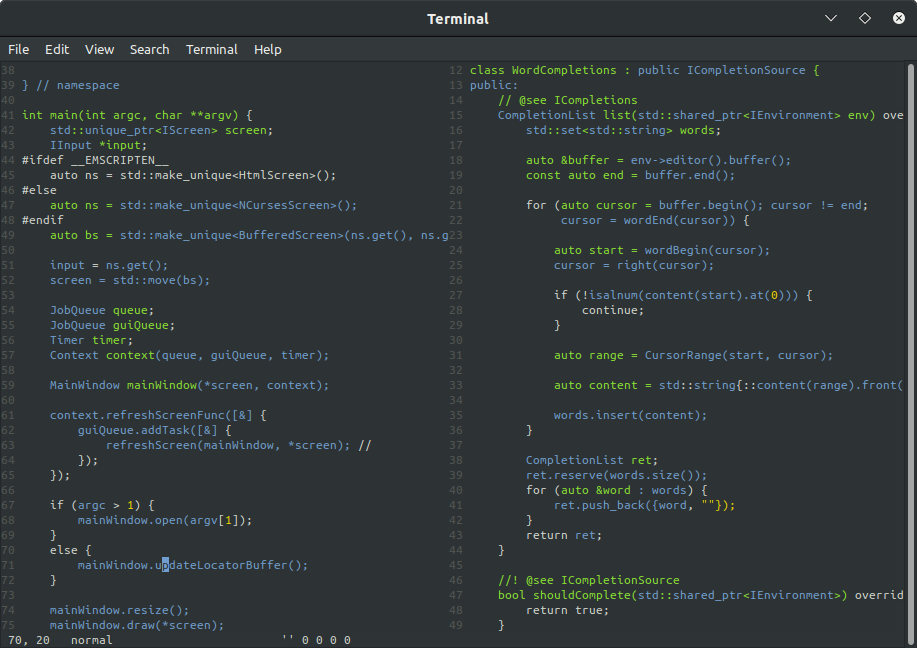 Terminal
File Edit View Search Terminal Help
38
39 } // namespace
40
41 int main(int argc, char **argv) {
42     std::unique_ptr<IScreen> screen;
43     IInput *input;
44 #ifdef __EMSCRIPTEN__
45     auto ns = std::make_unique<HtmlScreen>();
46 #else
47     auto ns = std::make_unique<NCursesScreen>();
48 #endif
49     auto bs = std::make_unique<BufferedScreen>(ns.get(), ns.g
50
51     input = ns.get();
52     screen = std::move(bs);
53
54     JobQueue queue;
55     JobQueue guiQueue;
56     Timer timer;
57     Context context(queue, guiQueue, timer);
58
59     MainWindow mainWindow(*screen, context);
60
61     context.refreshScreenFunc([&] {
62         guiQueue.addTask([&] {
63             refreshScreen(mainWindow, *screen); //
64         });
65     });
66
67     if (argc > 1) {
68         mainWindow.open(argv[1]);
69     }
70     else {
71         mainWindow.updateLocatorBuffer();
72     }
73
74     mainWindow.resize();
75     mainWindow.draw(*screen);
12 class WordCompletions : public ICompletionSource {
13 public:
14     // @see ICompletions
15     CompletionList list(std::shared_ptr<IEnvironment> env) ove
16         std::set<std::string> words;
17
18         auto &buffer = env->editor().buffer();
19         const auto end = buffer.end();
20
21         for (auto cursor = buffer.begin(); cursor != end;
22              cursor = wordEnd(cursor)) {
23
24             auto start = wordBegin(cursor);
25             cursor = right(cursor);
26
27             if (!isalnum(content(start).at(0))) {
28                 continue;
29             }
30
31             auto range = CursorRange(start, cursor);
32
33             auto content = std::string{::content(range).front(
34
35             words.insert(content);
36         }
37
38         CompletionList ret;
39         ret.reserve(words.size());
40         for (auto &word : words) {
41             ret.push_back({word, ""});
42         }
43         return ret;
44     }
45
46     //! @see ICompletionSource
47     bool shouldComplete(std::shared_ptr<IEnvironment>) overrid
48         return true;
49     }
70, 20   normal                        '' 0 0 0 0